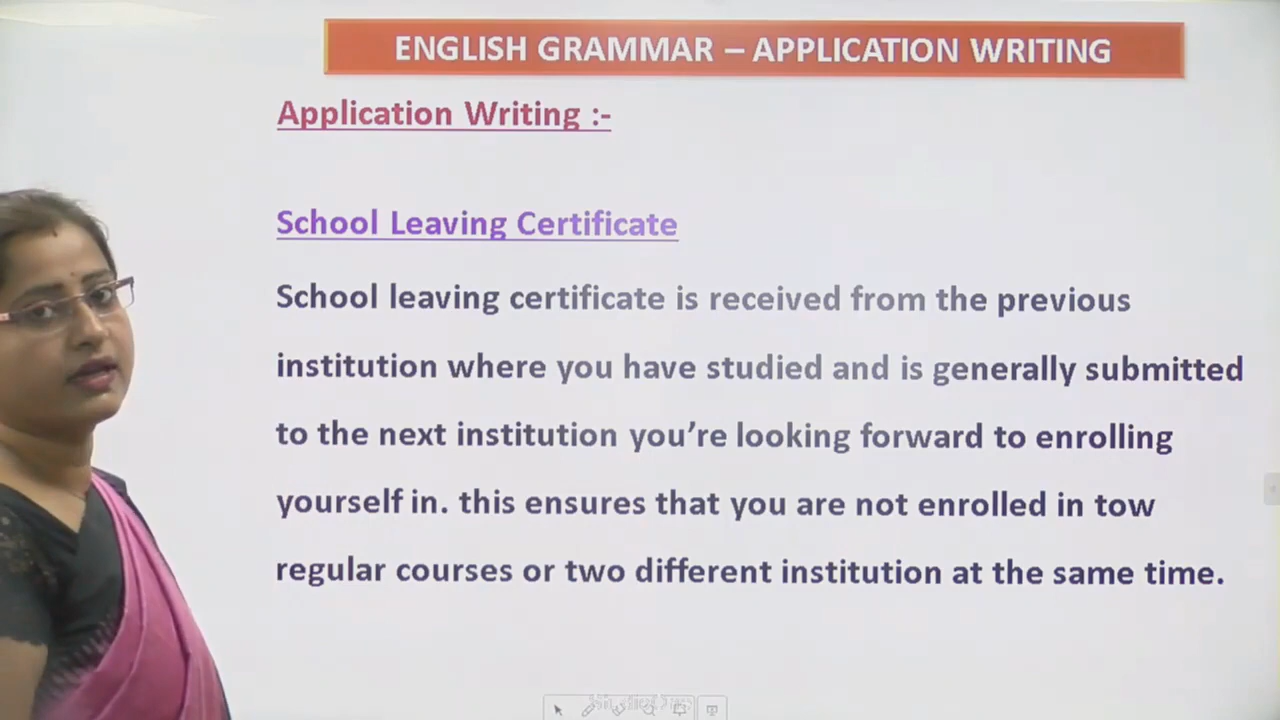 ENGLISH GRAMMAR – APPLICATION WRITING
Application Writing :-
School Leaving Certificate
School leaving certificate is received from the previous
institution where you have studied and is generally submitted
to the next institution you’re looking forward to enrolling
yourself in. this ensures that you are not enrolled in tow
regular courses or two different institution at the same time.